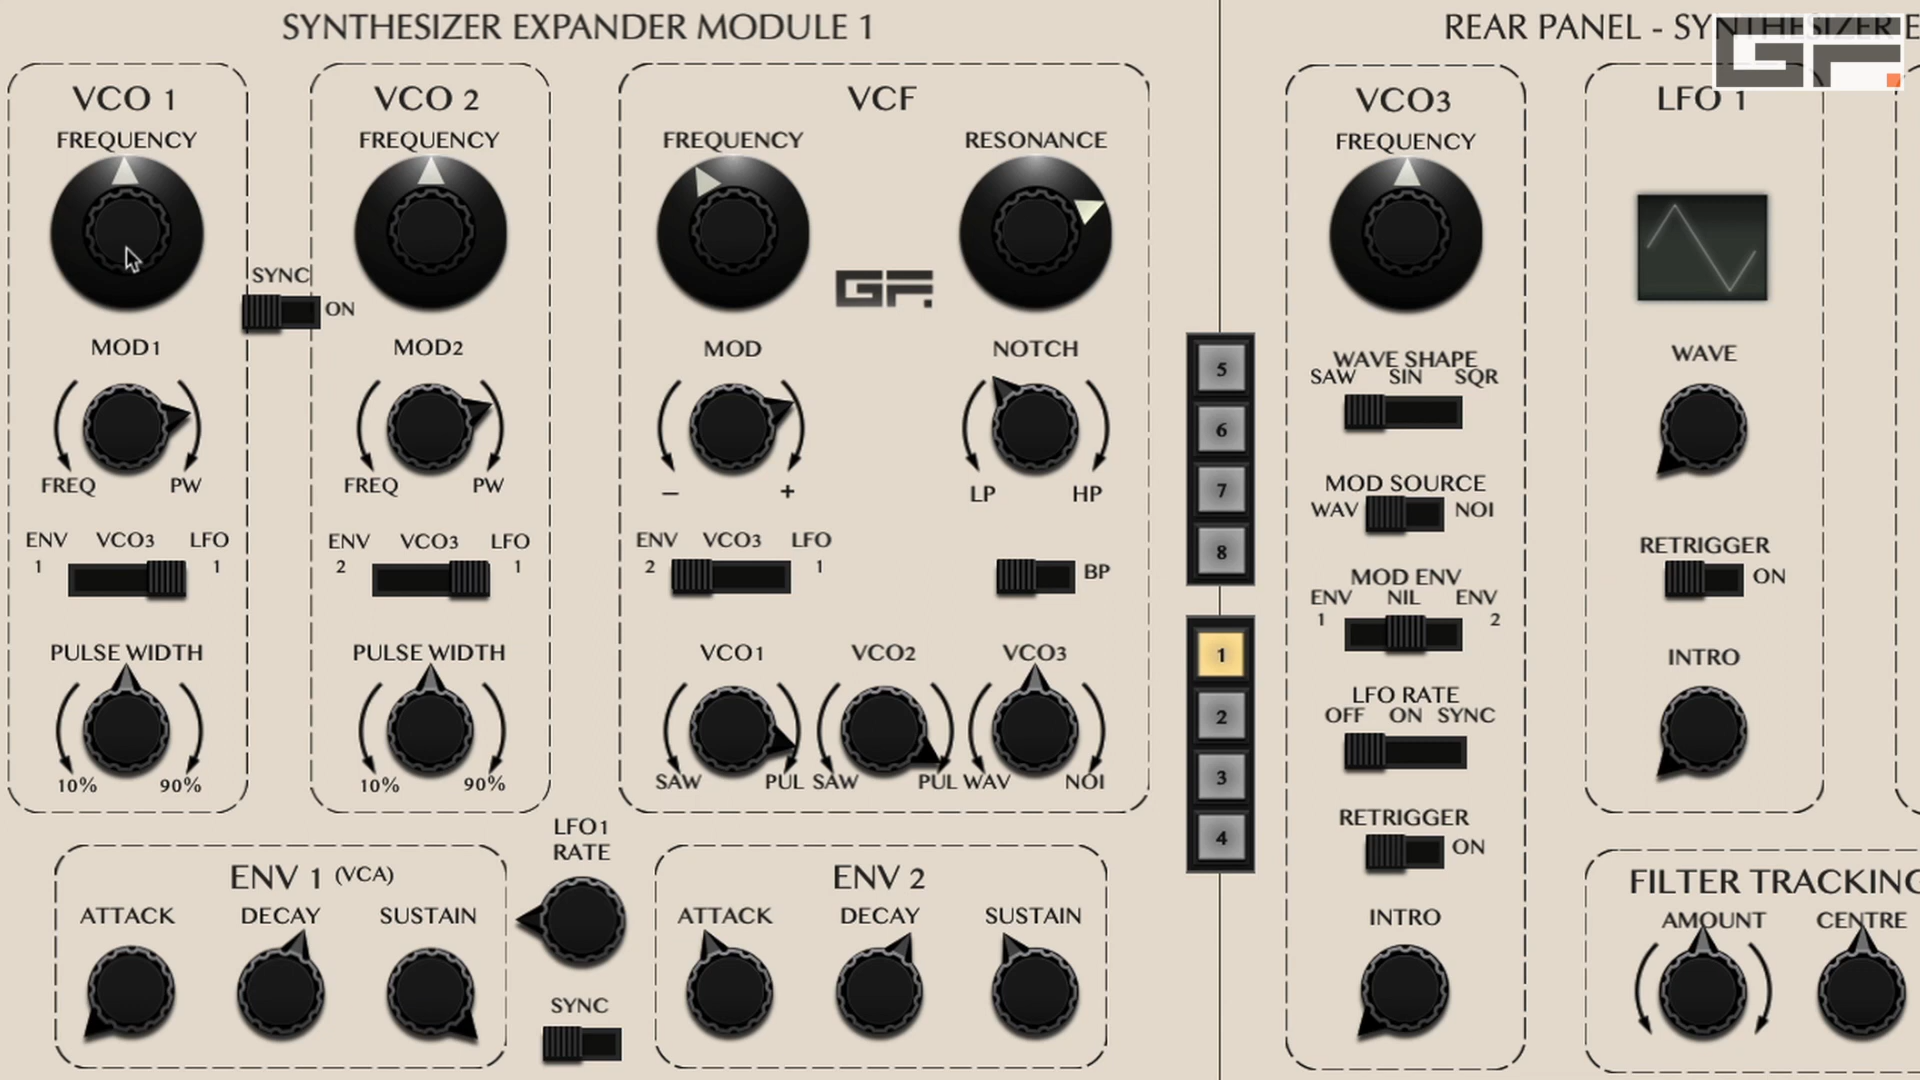 SYNTHESIZER EXPANDER MODULE 1
VCO 1
FREQUENCY
SYNC
ON
MOD1
FREQ PW
ENV VCO3 LFO
1 1
PULSE WIDTH
10% 90%
VCO 2
FREQUENCY
MOD2
FREQ PW
ENV VCO3 LFO
2 1
PULSE WIDTH
10% 90%
VCF
FREQUENCY RESONANCE
GF.
MOD NOTCH
− + LP HP
ENV VCO3 LFO
2 1 BP
VCO1 VCO2 VCO3
SAW PUL SAW PUL WAV NOI
ENV 1 (VCA)
ATTACK DECAY SUSTAIN
LFO1
RATE
SYNC
ENV 2
ATTACK DECAY SUSTAIN
5
6
7
8
1
2
3
4
REAR PANEL - SYNTHESIZER E
GF.
VCO3
FREQUENCY
WAVE SHAPE
SAW SIN SQR
MOD SOURCE
WAV NOI
MOD ENV
ENV NIL ENV
1 2
LFO RATE
OFF ON SYNC
RETRIGGER
ON
INTRO
LFO 1
WAVE
RETRIGGER
ON
INTRO
FILTER TRACKING
AMOUNT CENTRE